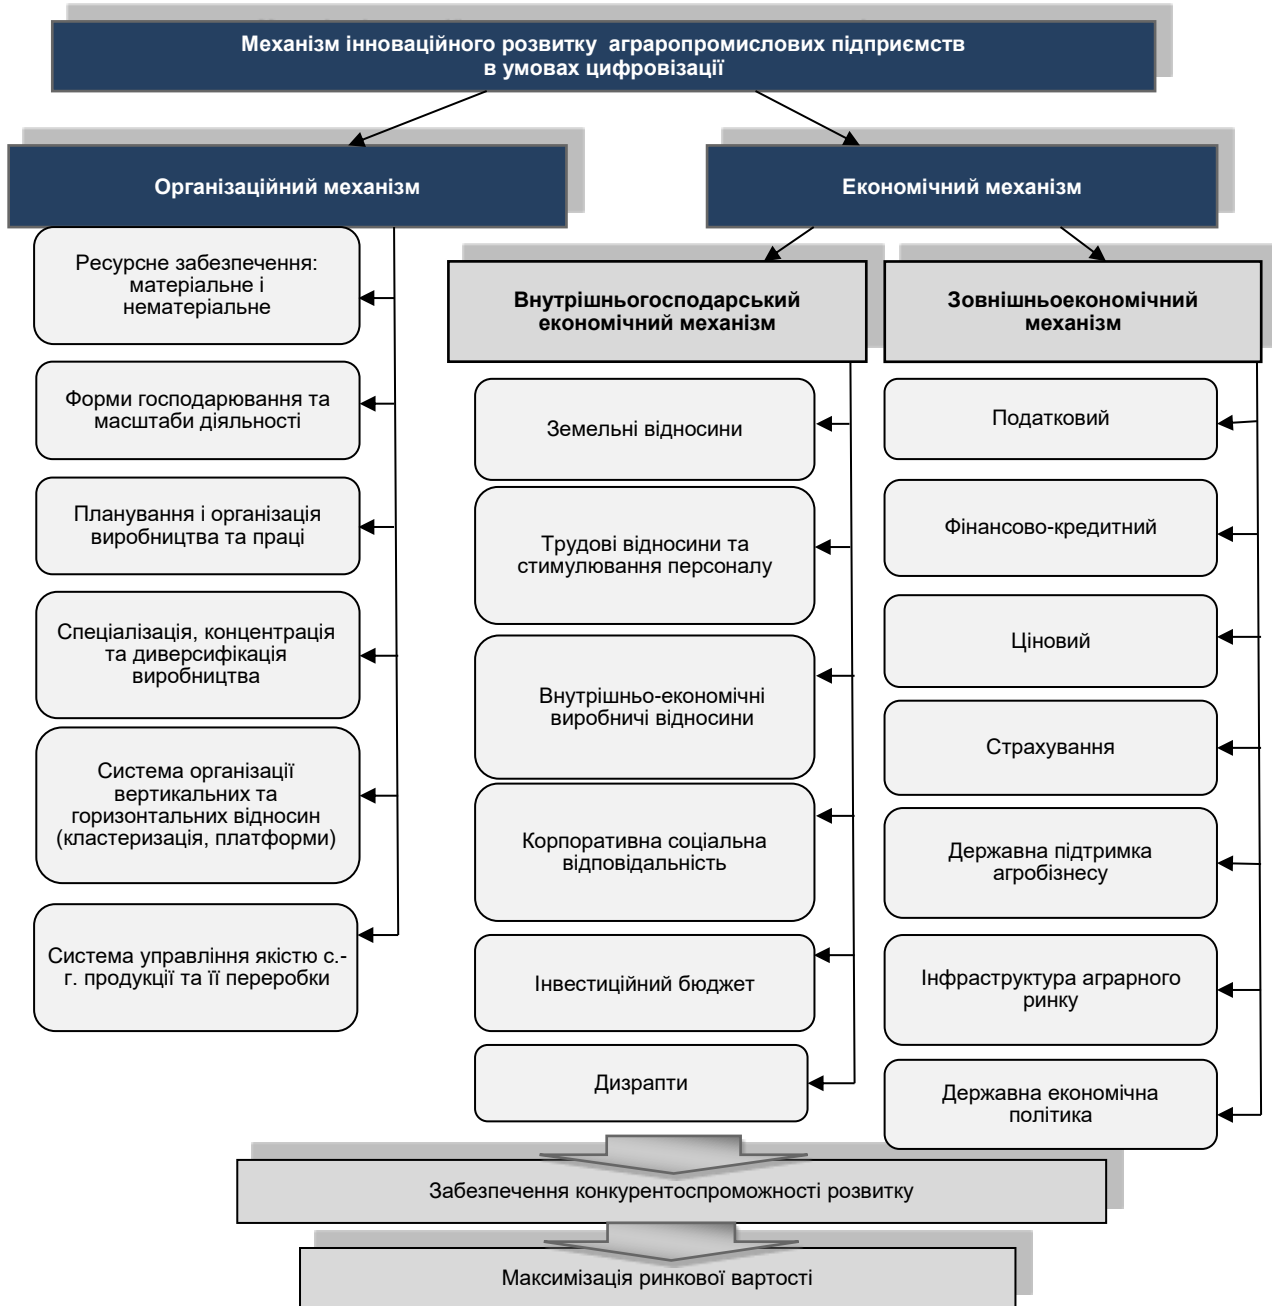 Механізм інноваційного розвитку аграропромислових підприємств
в умовах цифровізації
Організаційний механізм
Економічний механізм
Ресурсне забезпечення:
матеріальне і
нематеріальне
Форми господарювання та
масштаби діяльності
Планування і організація
виробництва та праці
Спеціалізація, концентрація
та диверсифікація
виробництва
Система організації
вертикальних та
горизонтальних відносин
(кластеризація, платформи)
Система управління якістю с.-
г. продукції та її переробки
Внутрішньогосподарський
економічний механізм
Земельні відносини
Трудові відносини та
стимулювання персоналу
Внутрішньо-економічні
виробничі відносини
Корпоративна соціальна
відповідальність
Інвестиційний бюджет
Дизрапти
Зовнішньоекономічний
механізм
Податковий
Фінансово-кредитний
Ціновий
Страхування
Державна підтримка
агробізнесу
Інфраструктура аграрного
ринку
Державна економічна
політика
Забезпечення конкурентоспроможності розвитку
Максимізація ринкової вартості